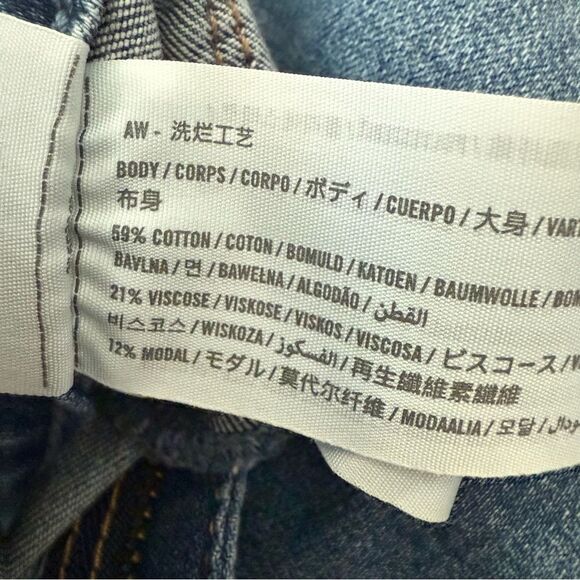 AW - 洗烂工艺
BODY / CORPS / CORPO / ボディ / CUERPO / 大身 / VART
布身
59% COTTON / COTON / BOMULD / KATOEN / BAUMWOLLE / BOM
BAVLNA / 면 / BAWEŁNA / ALGODÃO / القطن /
21% VISCOSE / VISKOSE / VISKOS / VISCOSA / ビスコース / V
비스코스 / WISKOZA / الفسكوز / 再生纖維素纖維
12% MODAL / モダル / 莫代尔纤维 / MODAALIA / 모달 /